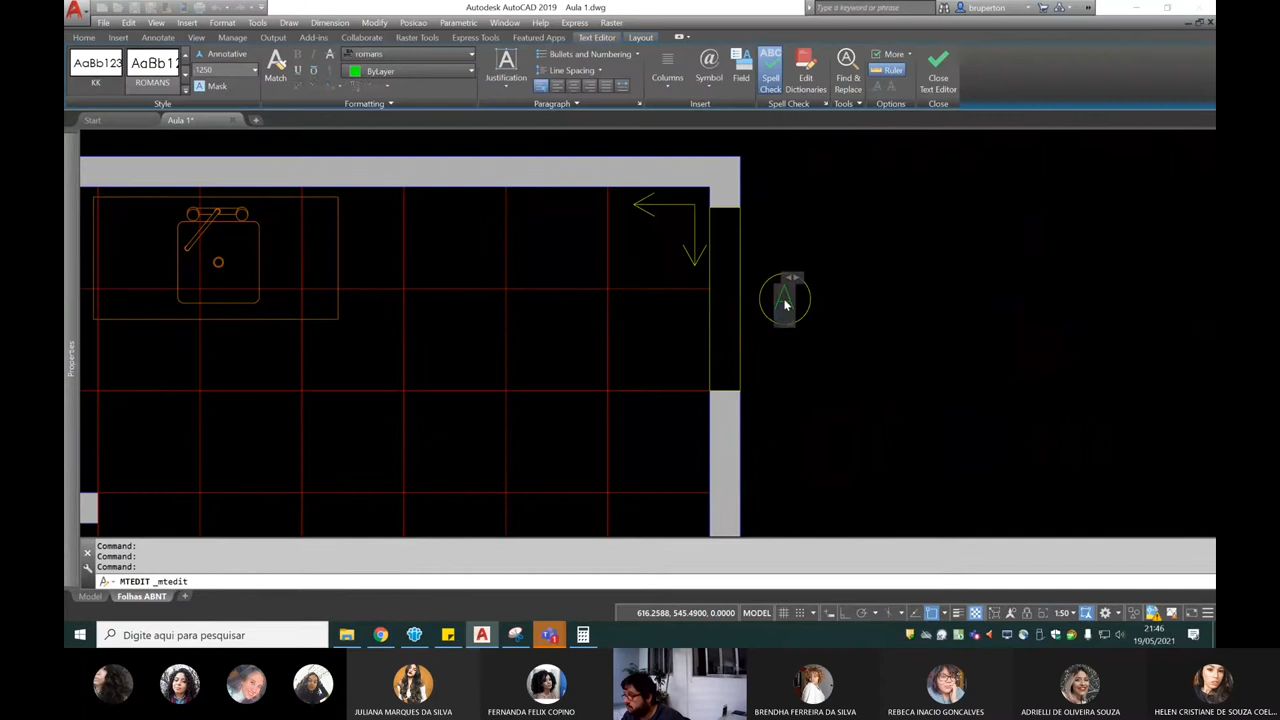 Autodesk AutoCAD 2019 Aula 1.dwg
Type a keyword or phrase
bruperton
File Edit View Insert Format Tools Draw Dimension Modify Posicao Parametric Window Help Express Raster
Home Insert Annotate Manage Output Add-ins Collaborate Raster Tools Express Tools Featured Apps Text Editor Layout
AaBb123 AaBb12
KK ROMANS
Annotative
1250
Mask
Style
Match
romans
ByLayer
Formatting
Justification
Bullets and Numbering
Line Spacing
Paragraph
Columns
Symbol
Field
Insert
Spell Check
Edit Dictionaries
Spell Check
Find & Replace
Tools
More
Ruler
Options
Close Text Editor
Close
Start Aula 1*
Properties
A
Command:
Command:
Command:
MTEDIT _mtedit
Model Folhas ABNT
616.2588, 545.4900, 0.0000 MODEL
1:50
Digite aqui para pesquisar
21:46
19/05/2021
JULIANA MARQUES DA SILVA
FERNANDA FELIX COPINO
BRENDHA FERREIRA DA SILVA
REBECA INACIO GONCALVES
ADRIELLI DE OLIVEIRA SOUZA
HELEN CRISTIANE DE SOUZA COEL...